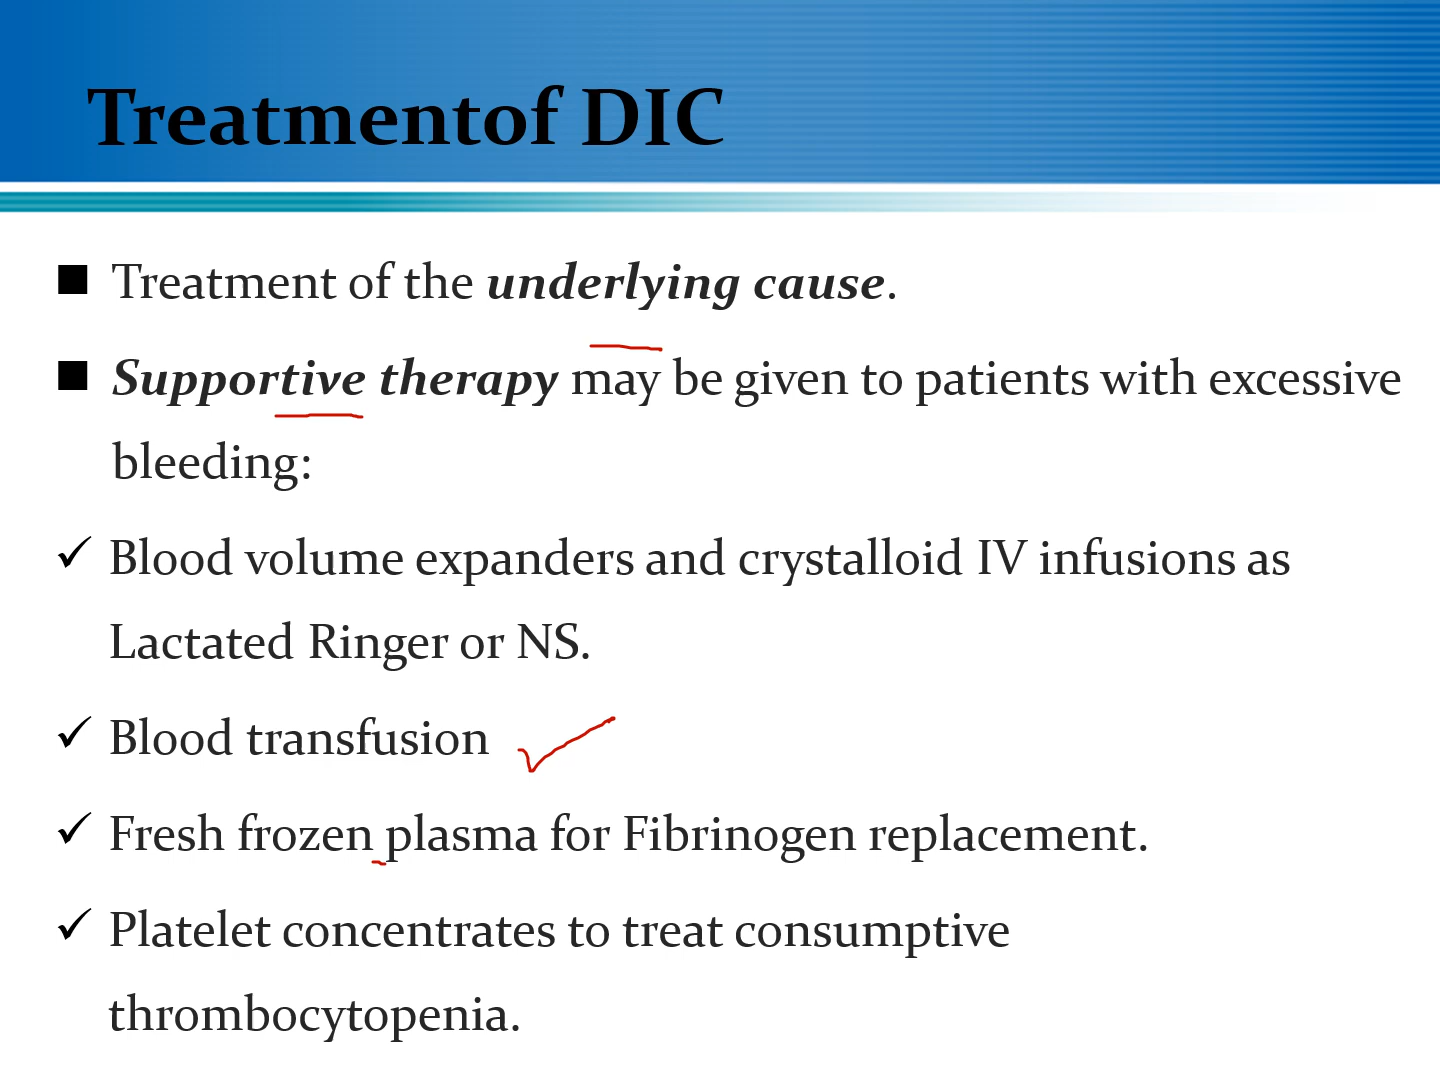 Treatmentof DIC
Treatment of the underlying cause.
Supportive therapy may be given to patients with excessive
bleeding:
Blood volume expanders and crystalloid IV infusions as
Lactated Ringer or NS.
Blood transfusion
Fresh frozen plasma for Fibrinogen replacement.
Platelet concentrates to treat consumptive
thrombocytopenia.